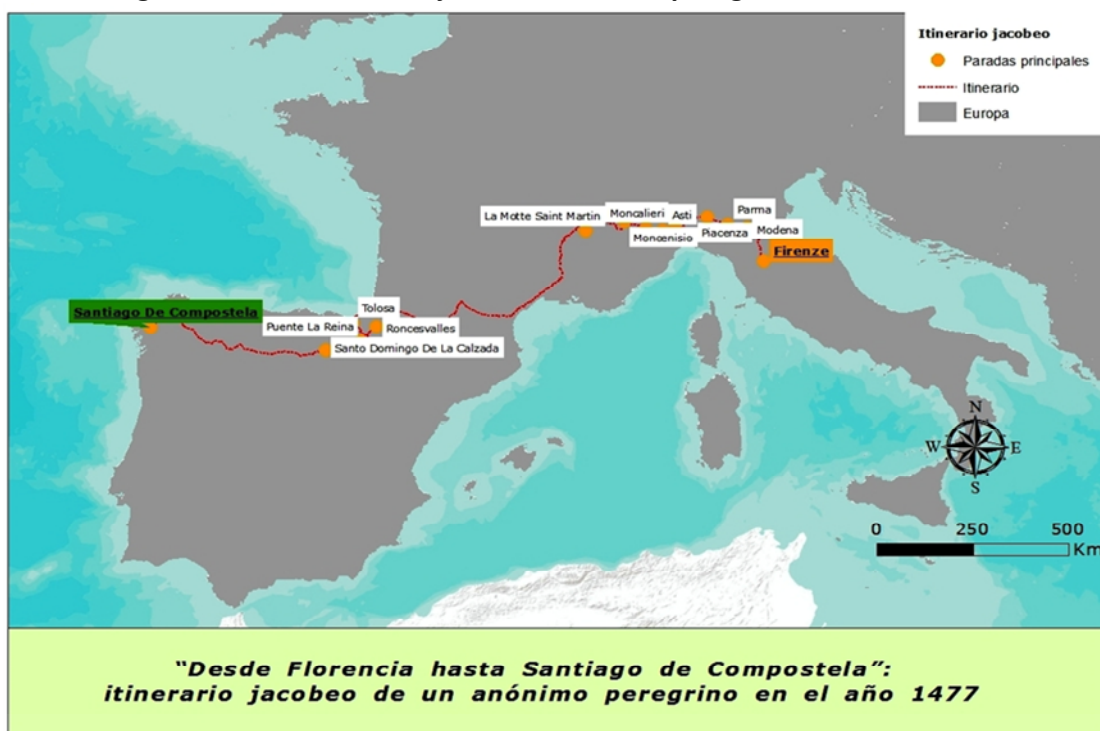 Itinerario jacobeo
Paradas principales
Itinerario
Europa
La Motte Saint Martin
Moncalieri
Asti
Parma
Moncenisio
Piacenza
Modena
Firenze
Santiago De Compostela
Tolosa
Puente La Reina
Roncesvalles
Santo Domingo De La Calzada
N
W
E
S
0 250 500
Km
“Desde Florencia hasta Santiago de Compostela”:
itinerario jacobeo de un anónimo peregrino en el año 1477